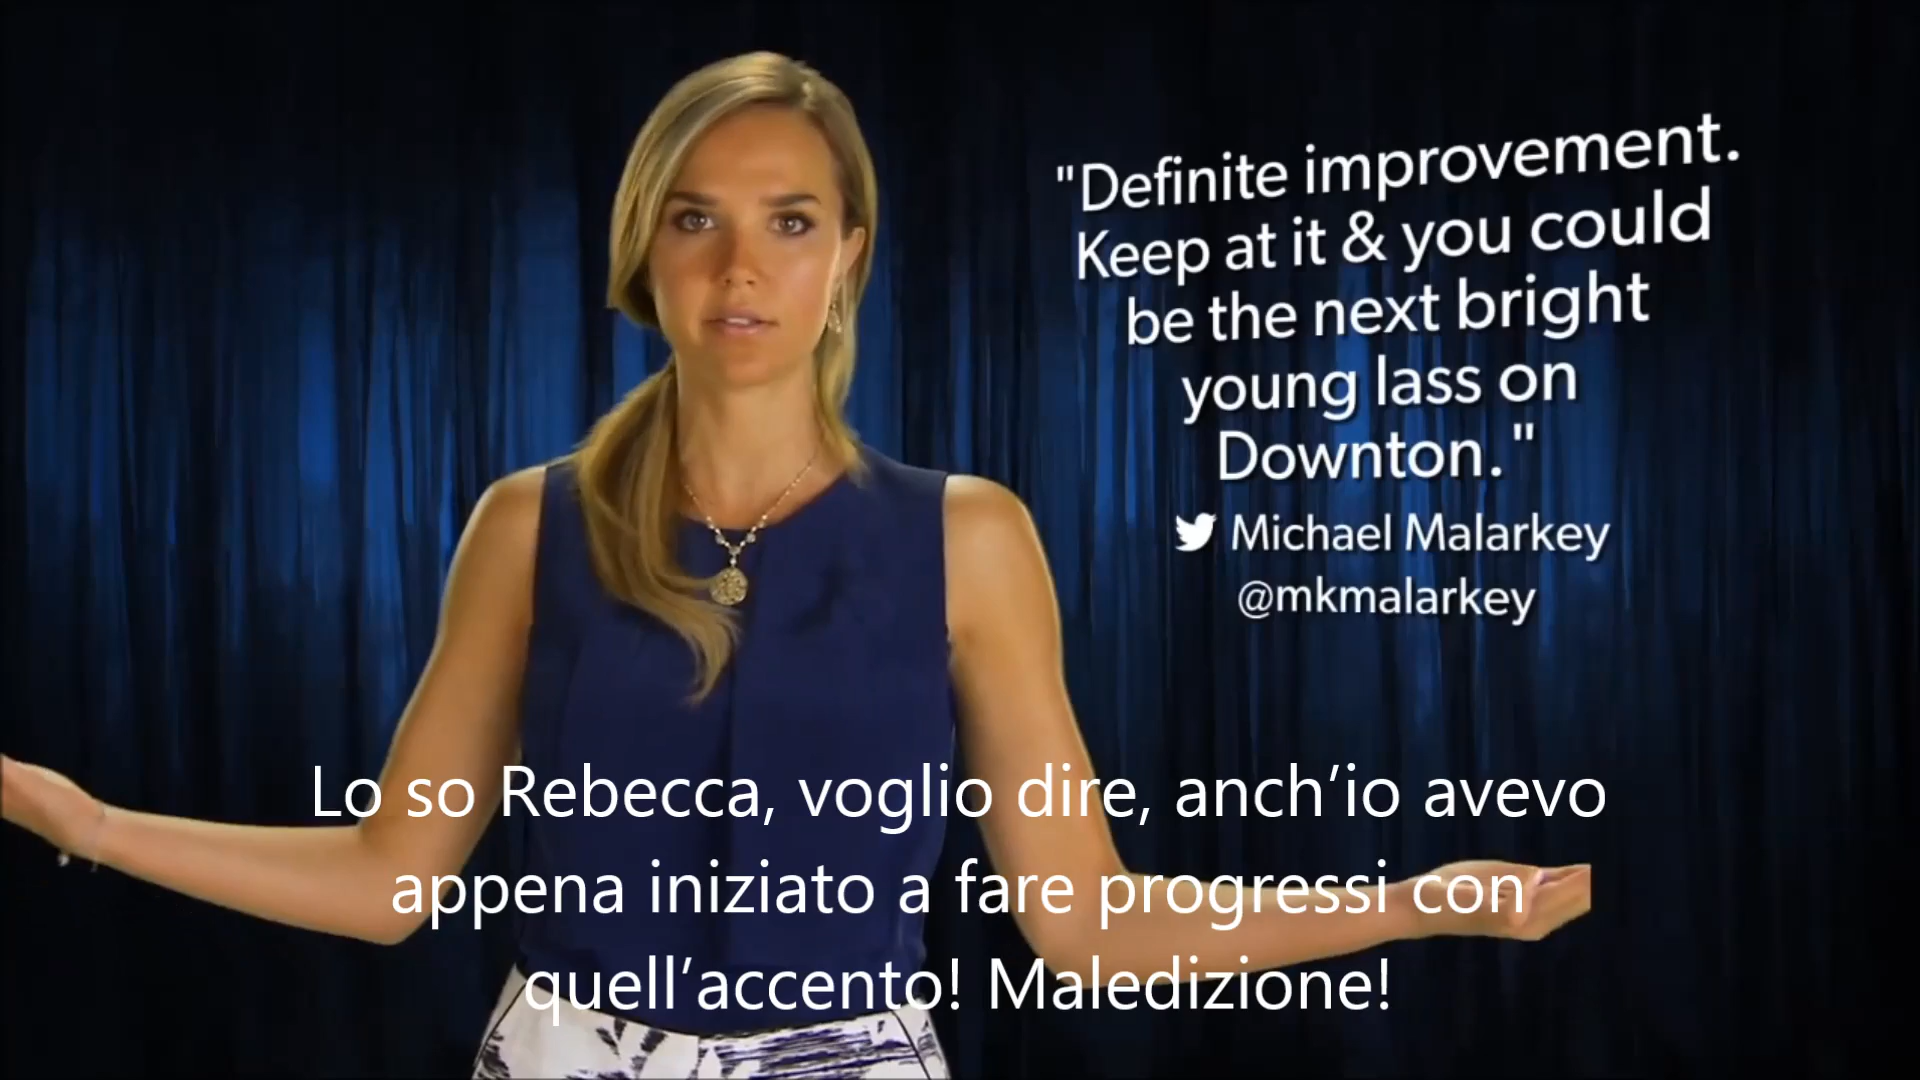 "Definite improvement.
Keep at it & you could
be the next bright
young lass on
Downton."
Michael Malarkey
@mkmalarkey
Lo so Rebecca, voglio dire, anch’io avevo
appena iniziato a fare progressi con
quell’accento! Maledizione!